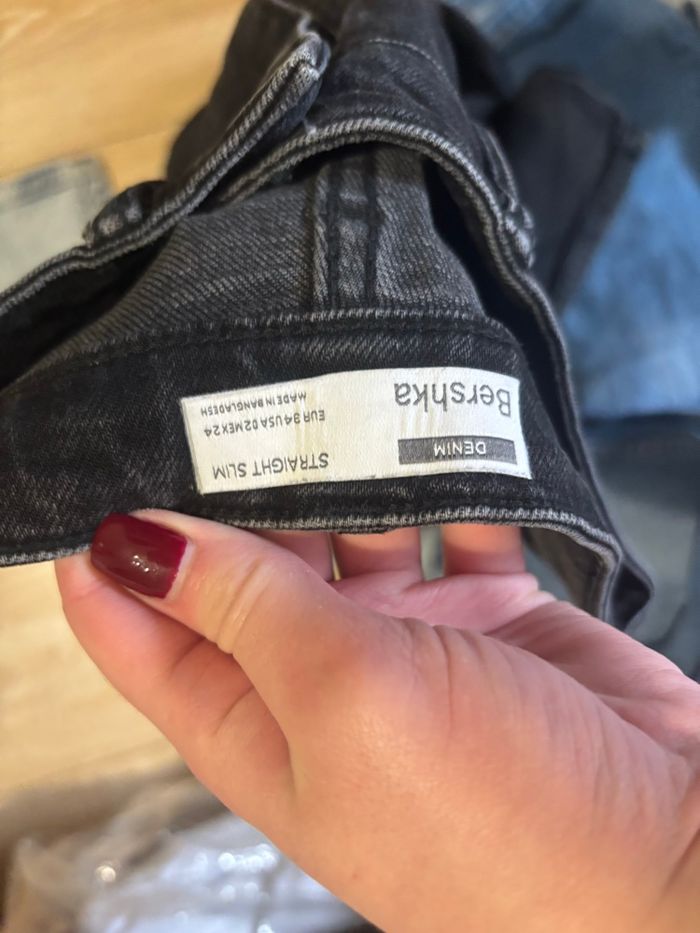 DENIM
Bershka
STRAIGHT SLIM
EUR 34 USA 02 MEX 24
MADE IN BANGLADESH